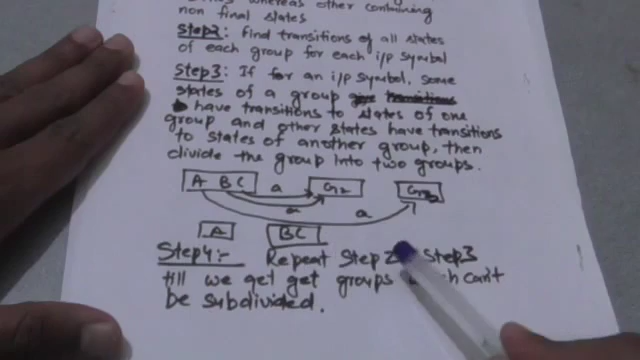 whereas other containing
non final states
Step2: Find transitions of all states
of each group for each i/p symbol
Step3: If for an i/p symbol, some
states of a group
have transitions to states of one
group and other states have transitions
to states of another group, then
divide the group into two groups.
A BC a G2 G3
a a
A BC
Step4:- Repeat Step2 Step3
till we get get groups can't
be subdivided.